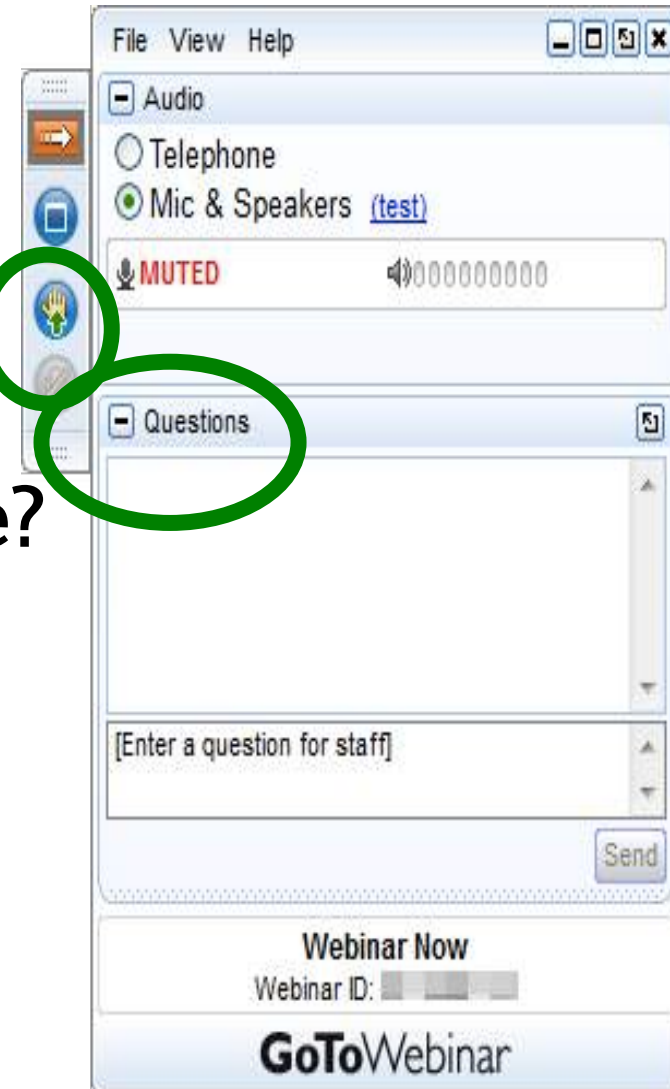 File View Help
Audio
Telephone
Mic & Speakers (test)
MUTED 000000000
Questions
e?
[Enter a question for staff]
Send
Webinar Now
Webinar ID:
GoToWebinar